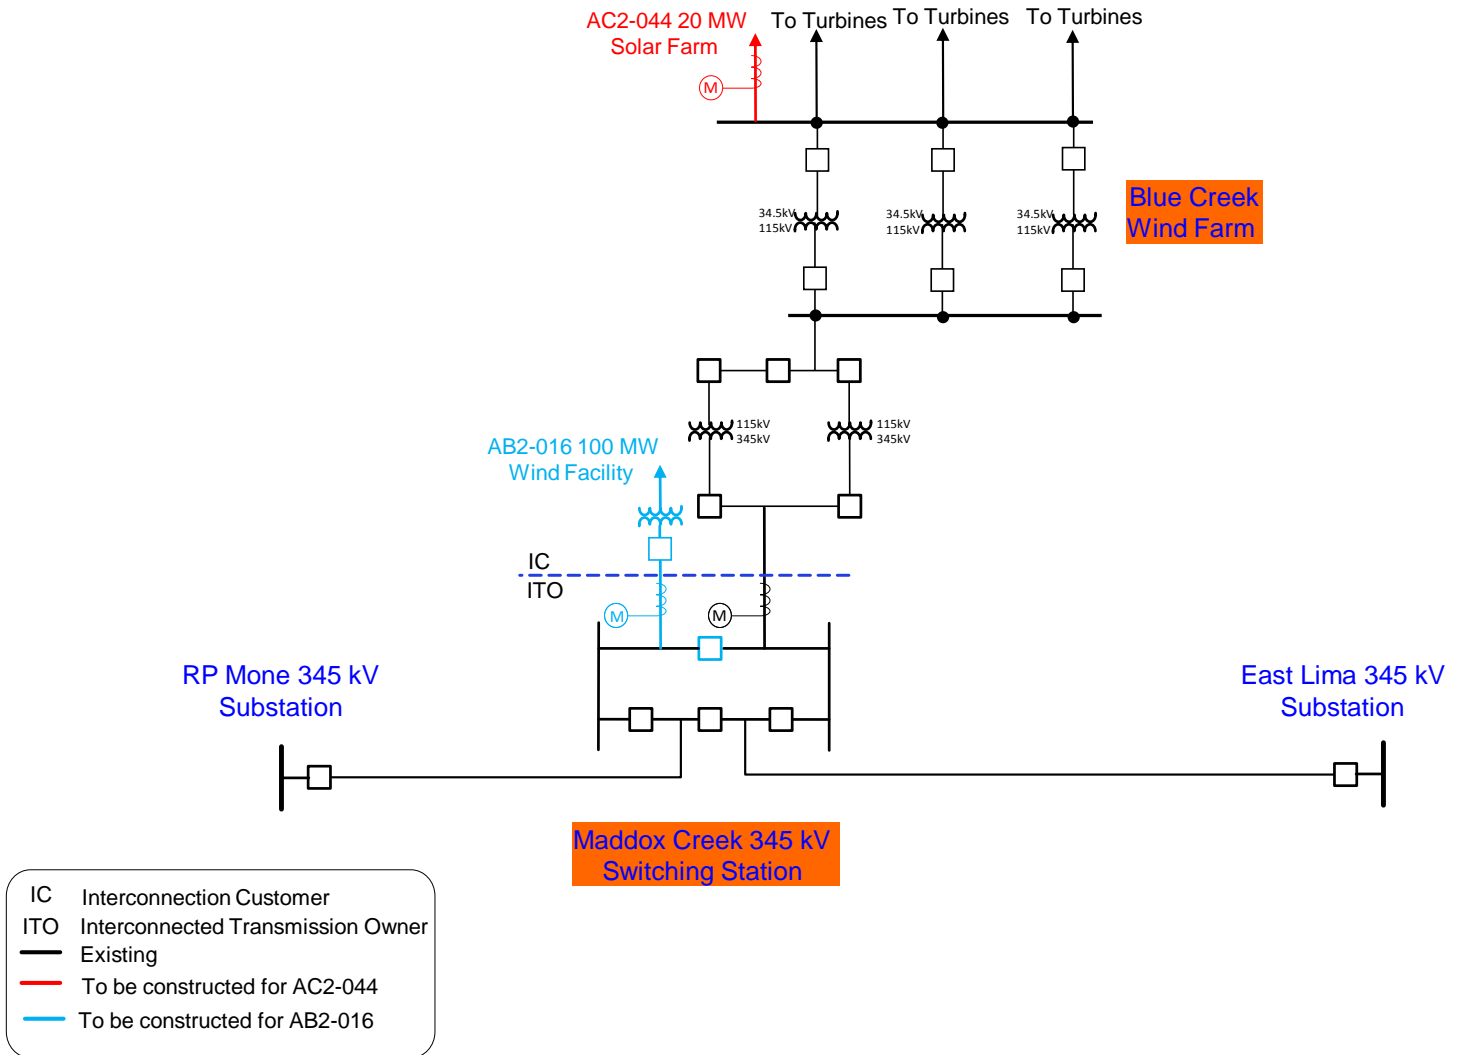 AC2-044 20 MW
Solar Farm
To Turbines
To Turbines
To Turbines
M
Blue Creek
Wind Farm
34.5kV
115kV
34.5kV
115kV
34.5kV
115kV
115kV
345kV
115kV
345kV
AB2-016 100 MW
Wind Facility
IC
ITO
M
M
RP Mone 345 kV
Substation
East Lima 345 kV
Substation
Maddox Creek 345 kV
Switching Station
IC Interconnection Customer
ITO Interconnected Transmission Owner
Existing
To be constructed for AC2-044
To be constructed for AB2-016